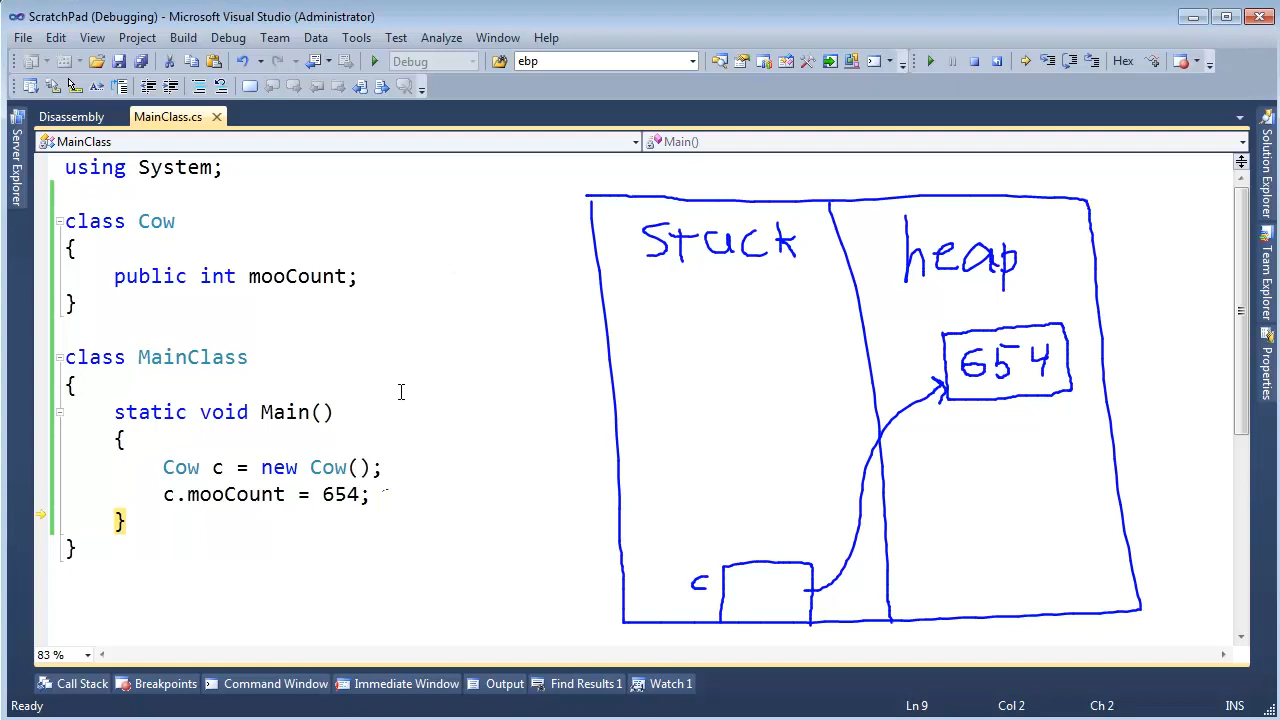 ScratchPad (Debugging) - Microsoft Visual Studio (Administrator)
File Edit View Project Build Debug Team Data Tools Test Analyze Window Help
Debug ebp
Hex
Disassembly MainClass.cs
MainClass Main()
Server Explorer
Solution Explorer
Team Explorer
Properties
using System;
class Cow
{
public int mooCount;
}
class MainClass
{
static void Main()
{
Cow c = new Cow();
c.mooCount = 654;
}
}
Stack
heap
654
c
83 %
Call Stack Breakpoints Command Window Immediate Window Output Find Results 1 Watch 1
Ready Ln 9 Col 2 Ch 2 INS